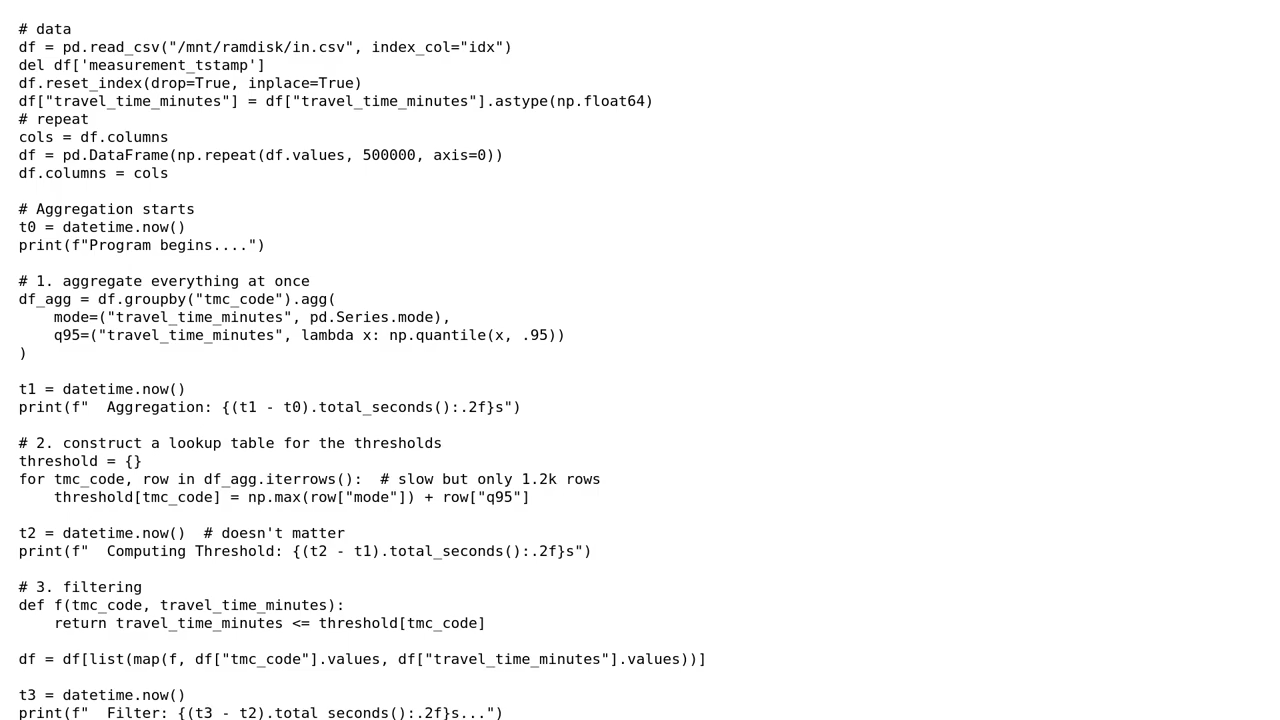 # data
df = pd.read_csv("/mnt/ramdisk/in.csv", index_col="idx")
del df['measurement_tstamp']
df.reset_index(drop=True, inplace=True)
df["travel_time_minutes"] = df["travel_time_minutes"].astype(np.float64)
# repeat
cols = df.columns
df = pd.DataFrame(np.repeat(df.values, 500000, axis=0))
df.columns = cols

# Aggregation starts
t0 = datetime.now()
print(f"Program begins....")

# 1. aggregate everything at once
df_agg = df.groupby("tmc_code").agg(
    mode=("travel_time_minutes", pd.Series.mode),
    q95=("travel_time_minutes", lambda x: np.quantile(x, .95))
)

t1 = datetime.now()
print(f"  Aggregation: {(t1 - t0).total_seconds():.2f}s")

# 2. construct a lookup table for the thresholds
threshold = {}
for tmc_code, row in df_agg.iterrows():  # slow but only 1.2k rows
    threshold[tmc_code] = np.max(row["mode"]) + row["q95"]

t2 = datetime.now()  # doesn't matter
print(f"  Computing Threshold: {(t2 - t1).total_seconds():.2f}s")

# 3. filtering
def f(tmc_code, travel_time_minutes):
    return travel_time_minutes <= threshold[tmc_code]

df = df[list(map(f, df["tmc_code"].values, df["travel_time_minutes"].values))]

t3 = datetime.now()
print(f"  Filter: {(t3 - t2).total_seconds():.2f}s...")